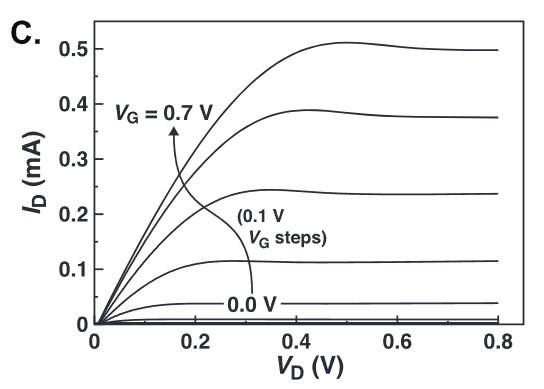 C.
0.5
0.4
0.3
0.2
0.1
0
I_D (mA)
V_G = 0.7 V
(0.1 V
V_G steps)
0.0 V
0 0.2 0.4 0.6 0.8
V_D (V)